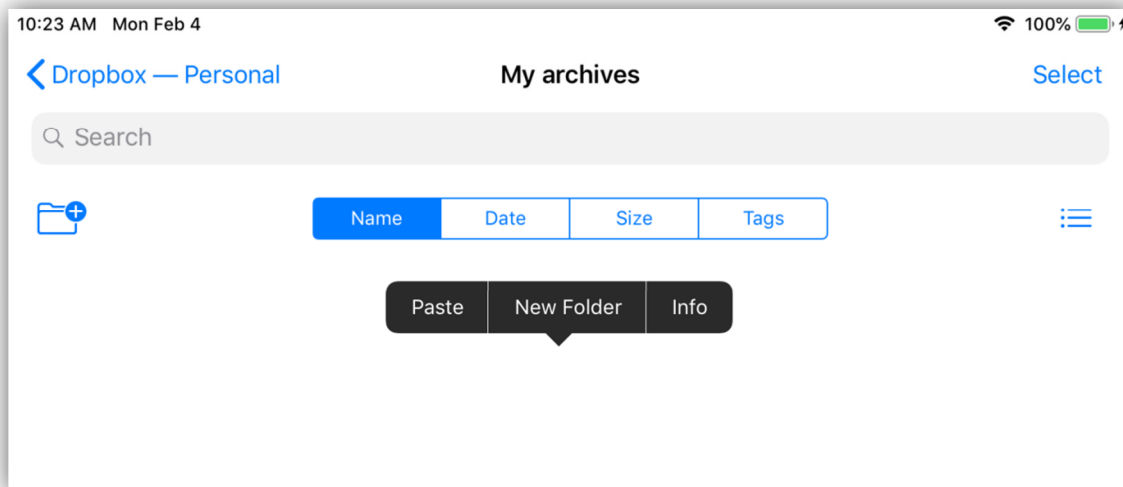 10:23 AM Mon Feb 4 100%
Dropbox — Personal My archives Select
Search
Name Date Size Tags
Paste New Folder Info